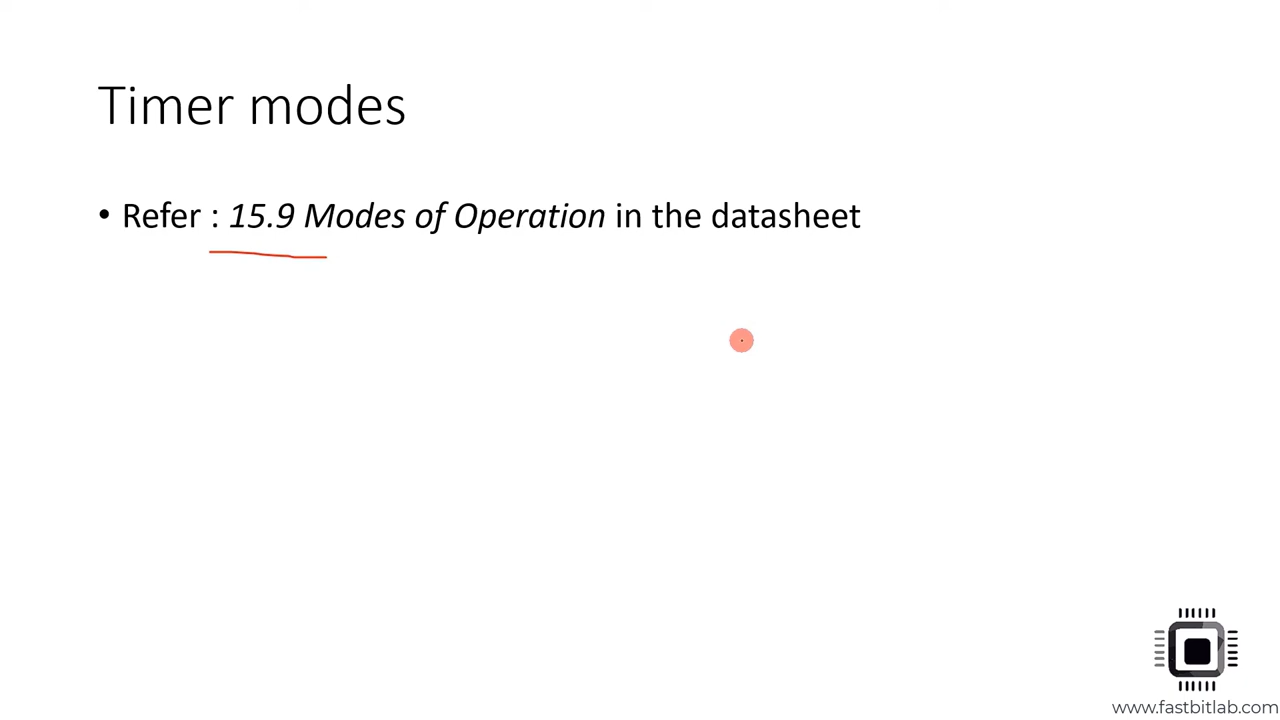 Timer modes
• Refer : 15.9 Modes of Operation in the datasheet
www.fastbitlab.com